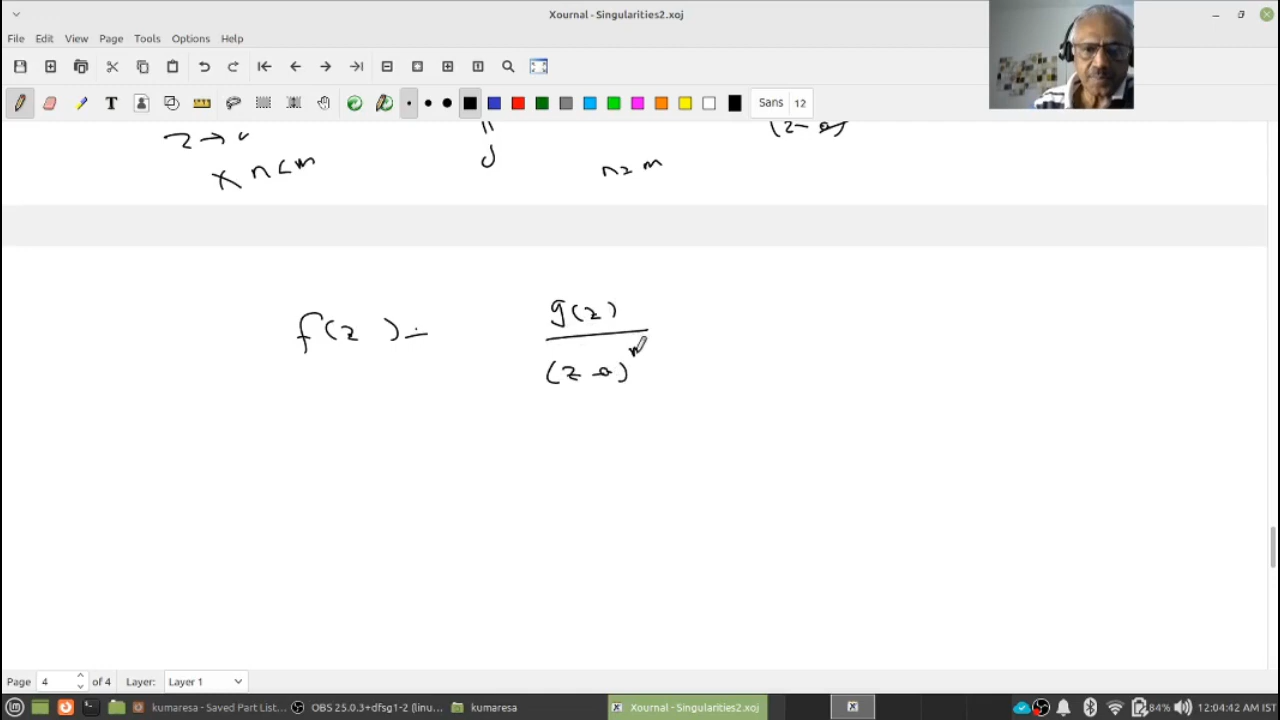 Xournal - Singularities2.xoj
File Edit View Page Tools Options Help
Sans 12
z →
(z - a)
x n < m
n = m
f(z) =
g(z)
(z - a)
Page 4 of 4 Layer: Layer 1
kumaresa - Saved Part List... OBS 25.0.3+dfsg1-2 (linu... kumaresa Xournal - Singularities2.xoj 84% 12:04:42 AM IST